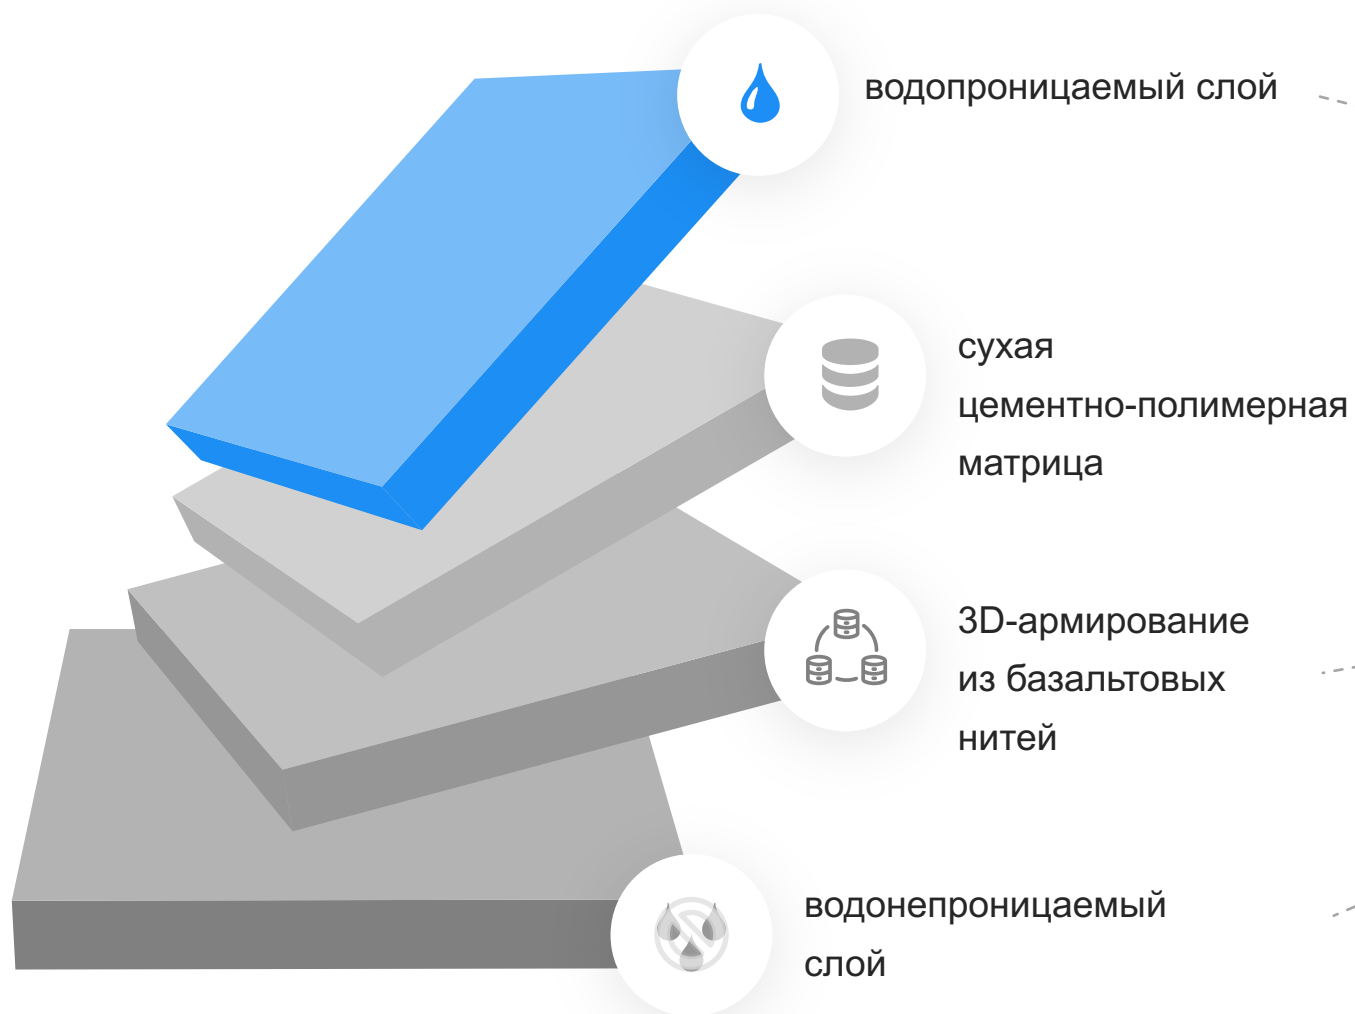 водопроницаемый слой
сухая
цементно-полимерная
матрица
3D-армирование
из базальтовых
нитей
водонепроницаемый
слой